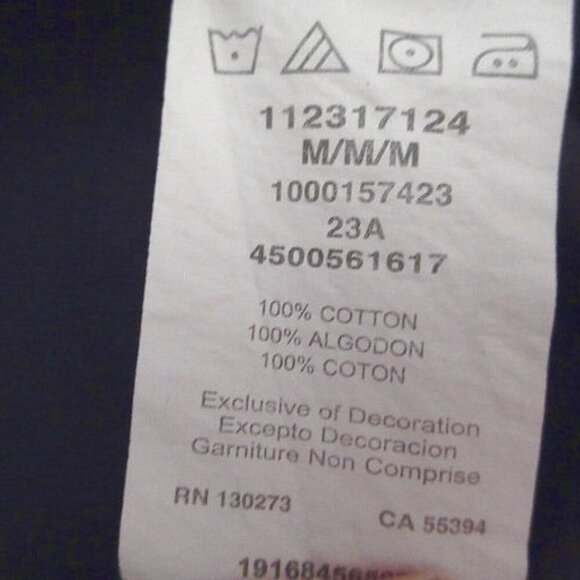 112317124
M/M/M
1000157423
23A
4500561617
100% COTTON
100% ALGODON
100% COTON
Exclusive of Decoration
Excepto Decoracion
Garniture Non Comprise
RN 130273
CA 55394